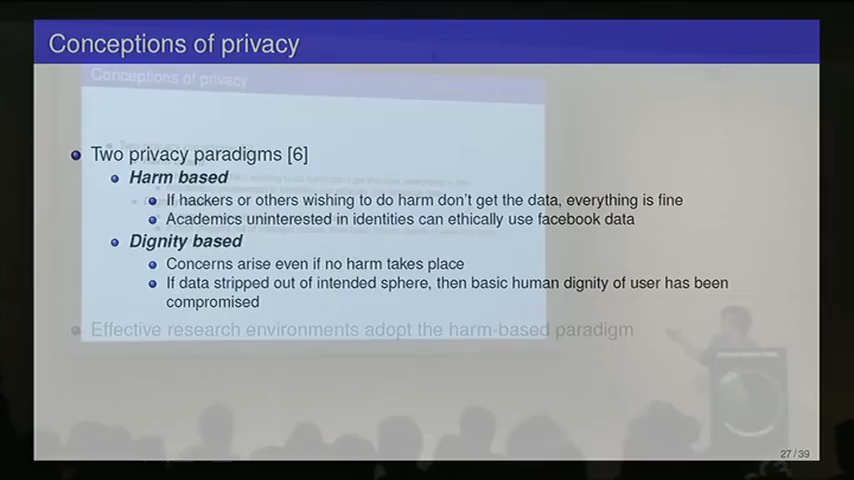 Conceptions of privacy
Conceptions of privacy
Two privacy paradigms [6]
Harm based
If hackers or others wishing to do harm don't get the data, everything is fine
Academics uninterested in identities can ethically use facebook data
Dignity based
Concerns arise even if no harm takes place
If data stripped out of intended sphere, then basic human dignity of user has been
compromised
Effective research environments adopt the harm-based paradigm
27 / 39